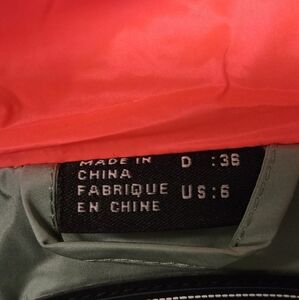 MADE IN D :36
CHINA
FABRIQUE US:6
EN CHINE